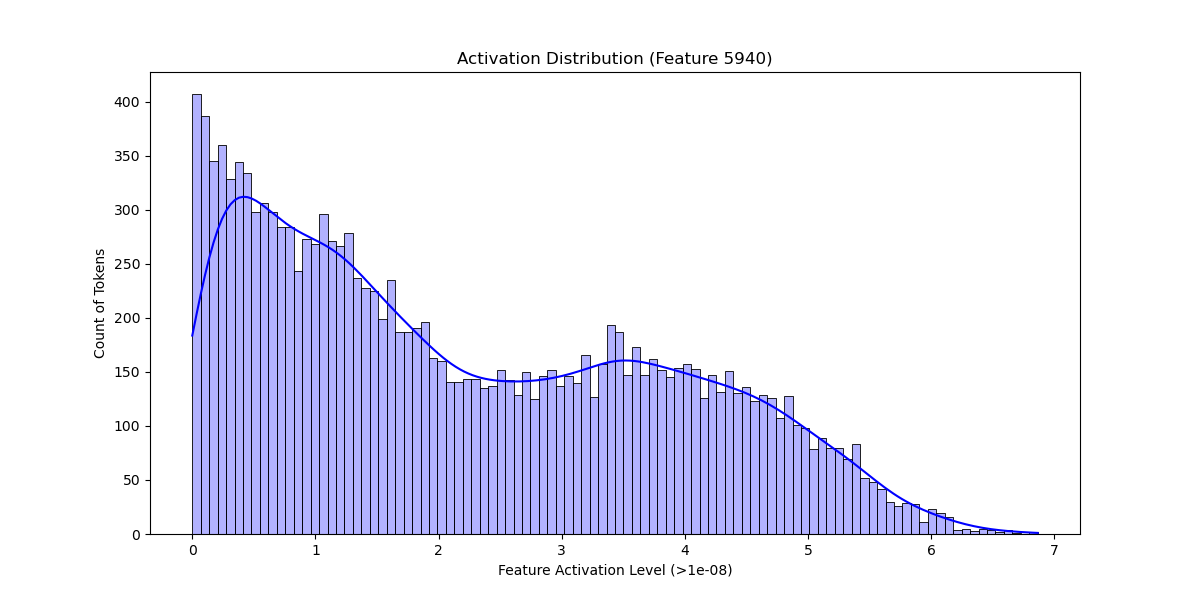 Activation Distribution (Feature 5940)
400
350
300
250
200
150
100
50
0
Count of Tokens
0 1 2 3 4 5 6 7
Feature Activation Level (>1e-08)